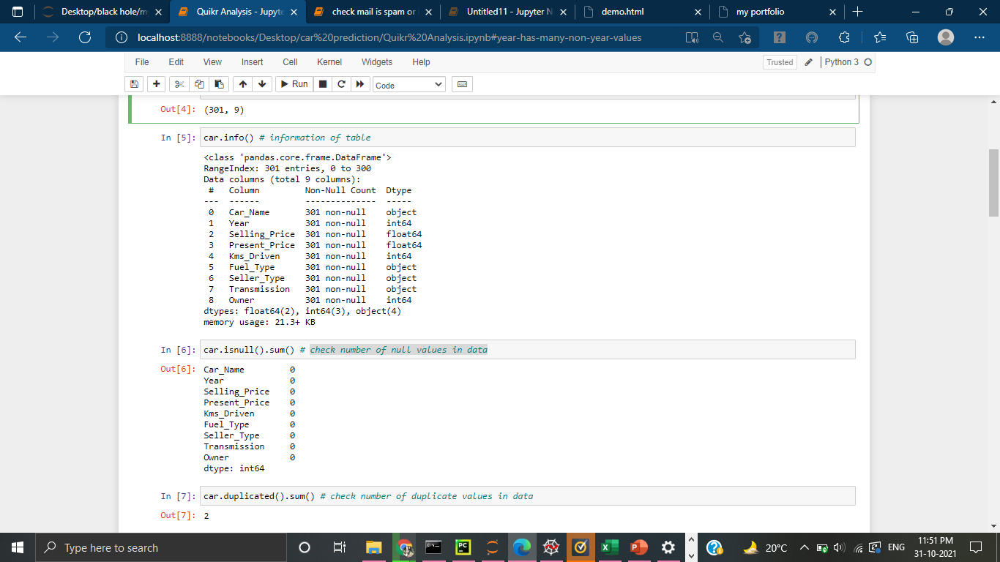 Desktop/black hole/my
Quikr Analysis - Jupyte
check mail is spam or
Untitled11 - Jupyter N
demo.html
my portfolio
localhost:8888/notebooks/Desktop/car%20prediction/Quikr%20Analysis.ipynb#year-has-many-non-year-values
File Edit View Insert Cell Kernel Widgets Help Trusted Python 3
Run Code
Out[4]: (301, 9)
In [5]: car.info() # information of table
<class 'pandas.core.frame.DataFrame'>
RangeIndex: 301 entries, 0 to 300
Data columns (total 9 columns):
# Column Non-Null Count Dtype
--- ------ -------------- -----
0 Car_Name 301 non-null object
1 Year 301 non-null int64
2 Selling_Price 301 non-null float64
3 Present_Price 301 non-null float64
4 Kms_Driven 301 non-null int64
5 Fuel_Type 301 non-null object
6 Seller_Type 301 non-null object
7 Transmission 301 non-null object
8 Owner 301 non-null int64
dtypes: float64(2), int64(3), object(4)
memory usage: 21.3+ KB
In [6]: car.isnull().sum() # check number of null values in data
Out[6]: Car_Name 0
Year 0
Selling_Price 0
Present_Price 0
Kms_Driven 0
Fuel_Type 0
Seller_Type 0
Transmission 0
Owner 0
dtype: int64
In [7]: car.duplicated().sum() # check number of duplicate values in data
Out[7]: 2
Type here to search
PC
20°C
ENG
11:51 PM
31-10-2021